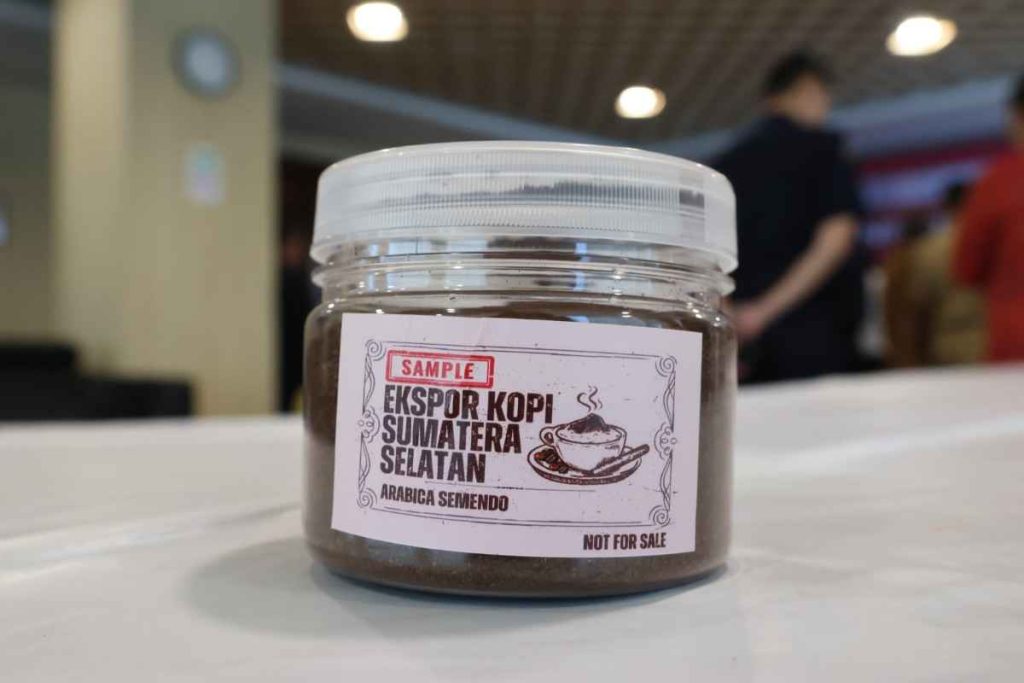 SAMPLE
EKSPOR KOPI
SUMATERA
SELATAN
ARABICA SEMENDO
NOT FOR SALE